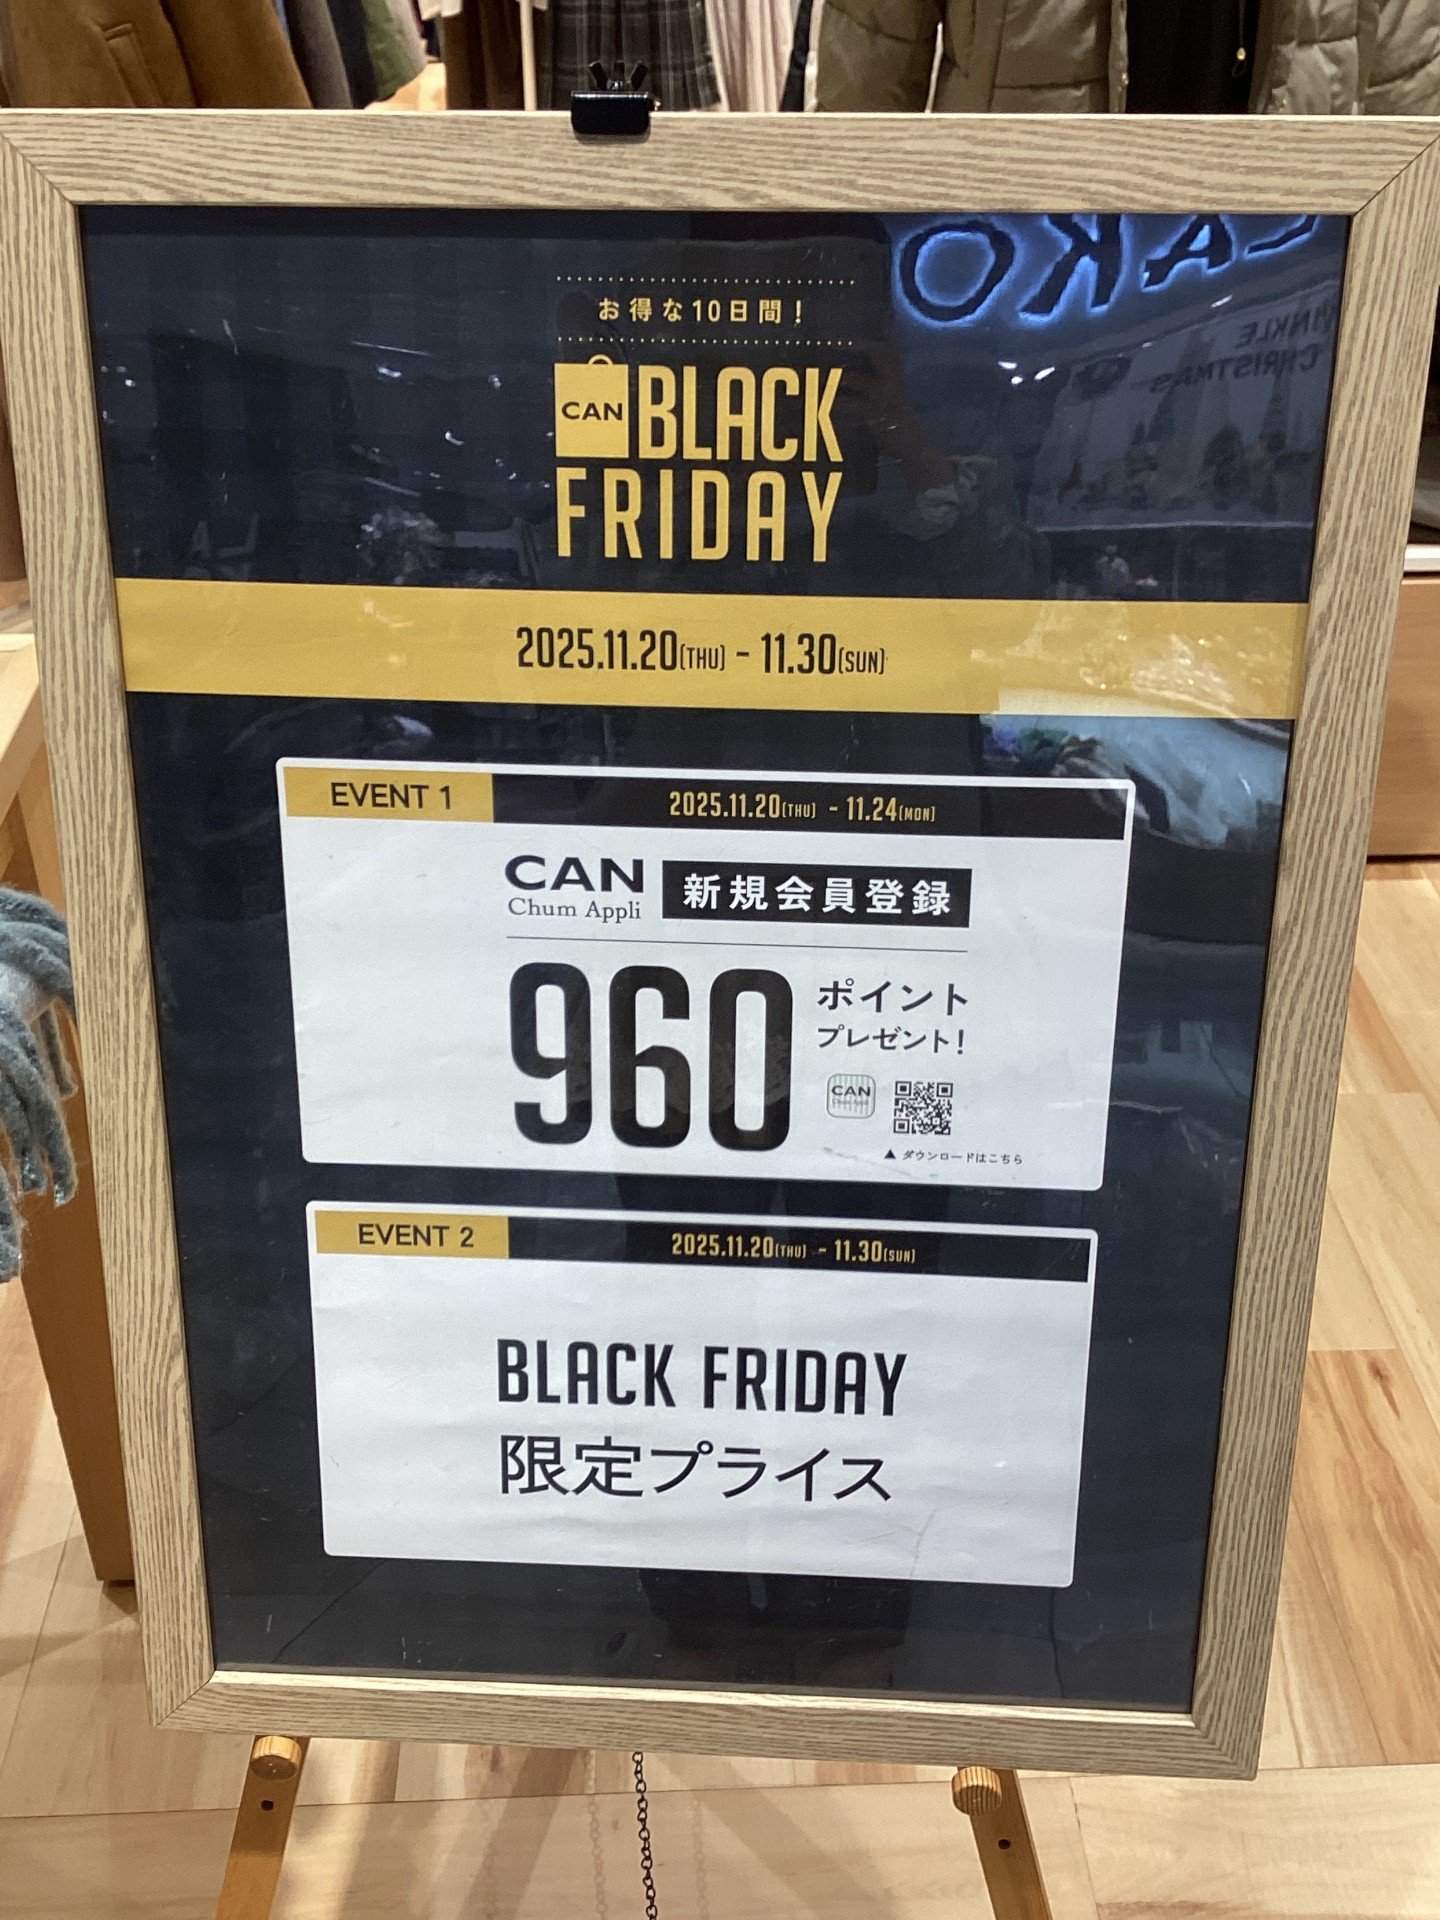 お得な10日間!
CAN BLACK
FRIDAY
2025.11.20(THU) - 11.30(SUN)
EVENT 1
2025.11.20(THU) - 11.24(MON)
CAN
Chum Appli
新規会員登録
960
ポイント
プレゼント!
CAN
Chum Appli
▲ ダウンロードはこちら
EVENT 2
2025.11.20(THU) - 11.30(SUN)
BLACK FRIDAY
限定プライス